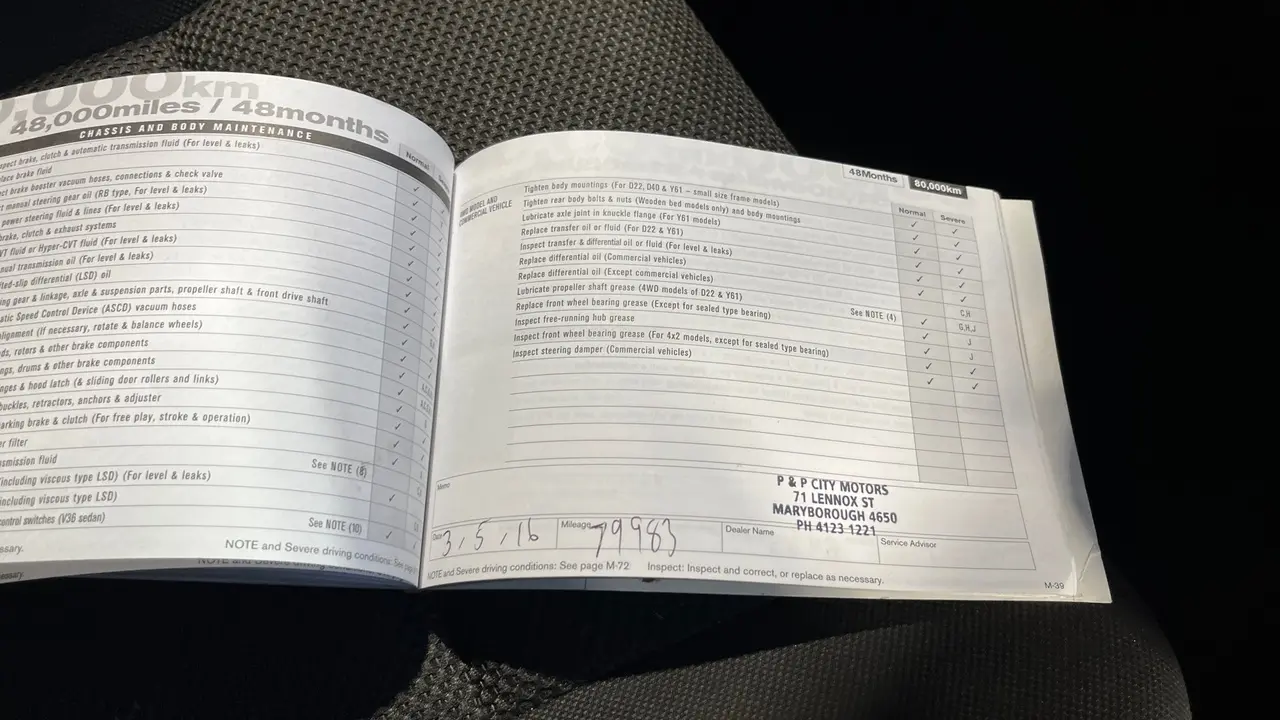 ,000km
48,000miles / 48months
CHASSIS AND BODY MAINTENANCE
Normal
brake, clutch & automatic transmission fluid (For level & leaks)
brake fluid
brake booster vacuum hoses, connections & check valve
manual steering gear oil (RB type, For level & leaks)
power steering fluid & lines (For level & leaks)
brake, clutch & exhaust systems
fluid or Hyper-CVT fluid (For level & leaks)
transmission oil (For level & leaks)
differential (LSD) oil
gear & linkage, axle & suspension parts, propeller shaft & front drive shaft
Speed Control Device (ASCD) vacuum hoses
(If necessary, rotate & balance wheels)
rotors & other brake components
drums & other brake components
& hood latch (& sliding door rollers and links)
buckles, retractors, anchors & adjuster
brake & clutch (For free play, stroke & operation)
filter
fluid See NOTE (8)
including viscous type LSD) (For level & leaks)
including viscous type LSD)
control switches (V36 sedan) See NOTE (10)
NOTE and Severe driving conditions: See
48Months 80,000km
Normal Severe
4WD MODEL AND
COMMERCIAL VEHICLE
Tighten body mountings (For D22, D40 & Y61 – small size frame models) ✓ ✓
Tighten rear body bolts & nuts (Wooden bed models only) and body mountings ✓ ✓
Lubricate axle joint in knuckle flange (For Y61 models) ✓ ✓
Replace transfer oil or fluid (For D22 & Y61) ✓ ✓
Inspect transfer & differential oil or fluid (For level & leaks) ✓ ✓
Replace differential oil (Commercial vehicles) ✓ ✓
Replace differential oil (Except commercial vehicles) See NOTE (4) C,H
Lubricate propeller shaft grease (4WD models of D22 & Y61) ✓ G,H,J
Replace front wheel bearing grease (Except for sealed type bearing) ✓ J
Inspect free-running hub grease ✓ J
Inspect front wheel bearing grease (For 4x2 models, except for sealed type bearing) ✓ ✓
Inspect steering damper (Commercial vehicles) ✓ ✓
Memo
P & P CITY MOTORS
71 LENNOX ST
MARYBOROUGH 4650
PH 4123 1221
Date 3.5.16 Mileage 79983 Dealer Name Service Advisor
NOTE and Severe driving conditions: See page M-72 Inspect: Inspect and correct, or replace as necessary.
M-39